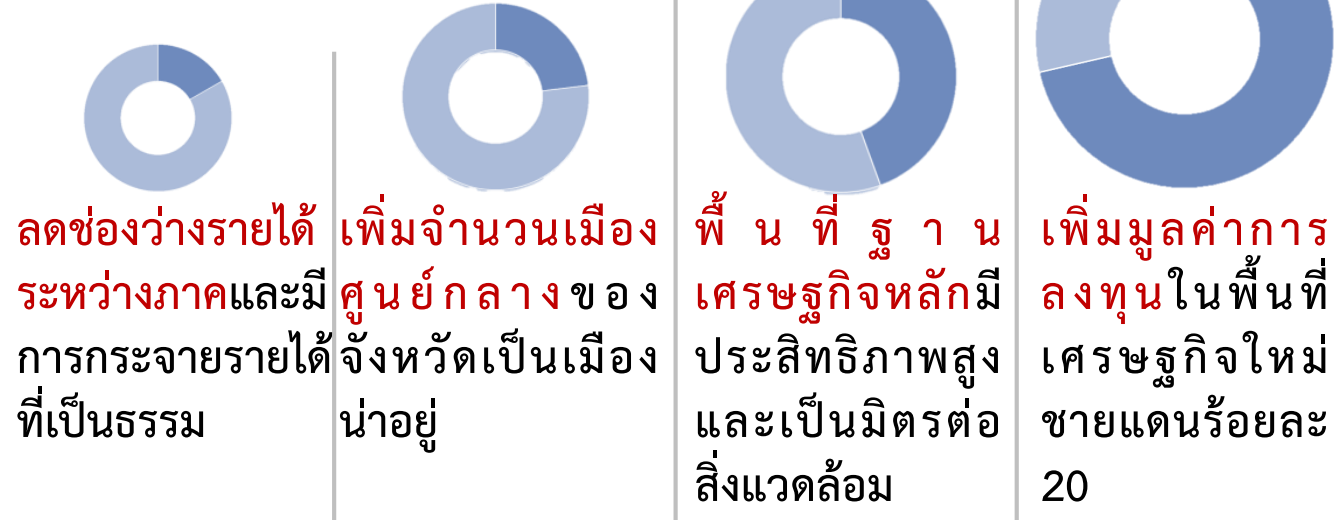 ลดช่องว่างรายได้
ระหว่างภาคและมี
การกระจายรายได้
ที่เป็นธรรม
เพิ่มจำนวนเมือง
ศูนย์กลางของ
จังหวัดเป็นเมือง
น่าอยู่
พื้นที่ฐาน
เศรษฐกิจหลักมี
ประสิทธิภาพสูง
และเป็นมิตรต่อ
สิ่งแวดล้อม
เพิ่มมูลค่าการ
ลงทุนในพื้นที่
เศรษฐกิจใหม่
ชายแดนร้อยละ
20